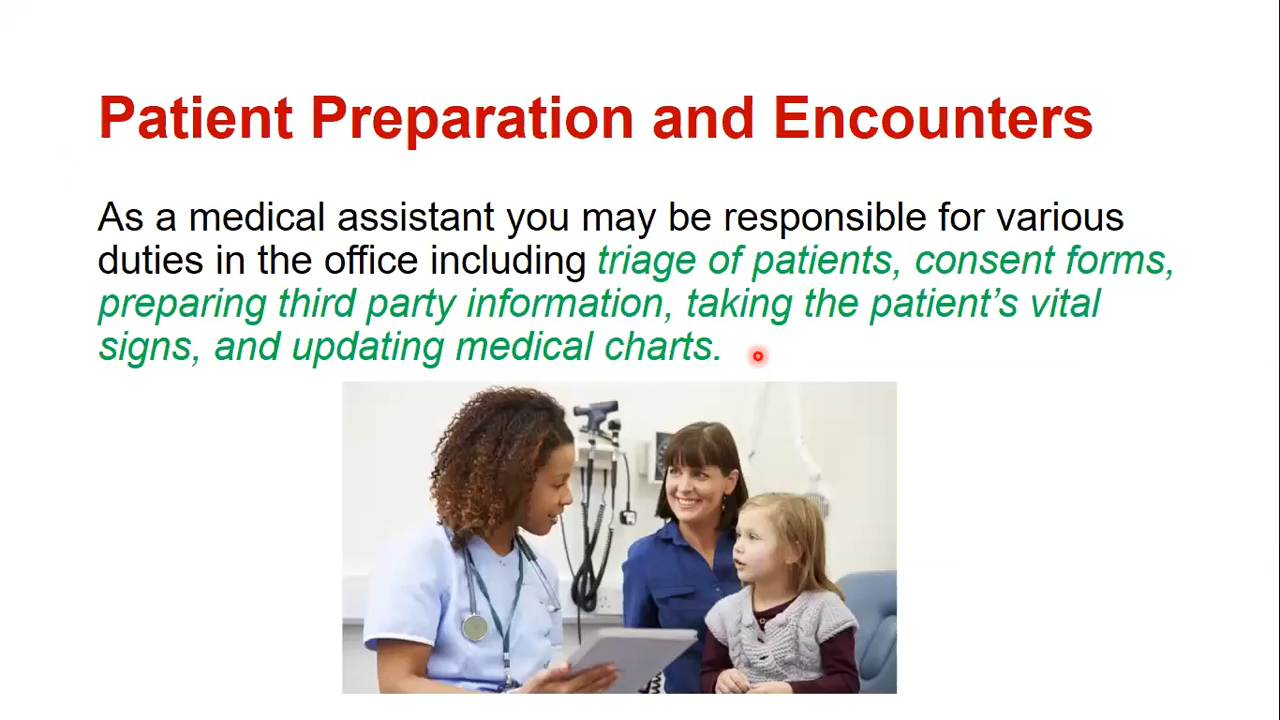 Patient Preparation and Encounters
As a medical assistant you may be responsible for various
duties in the office including triage of patients, consent forms,
preparing third party information, taking the patient’s vital
signs, and updating medical charts.